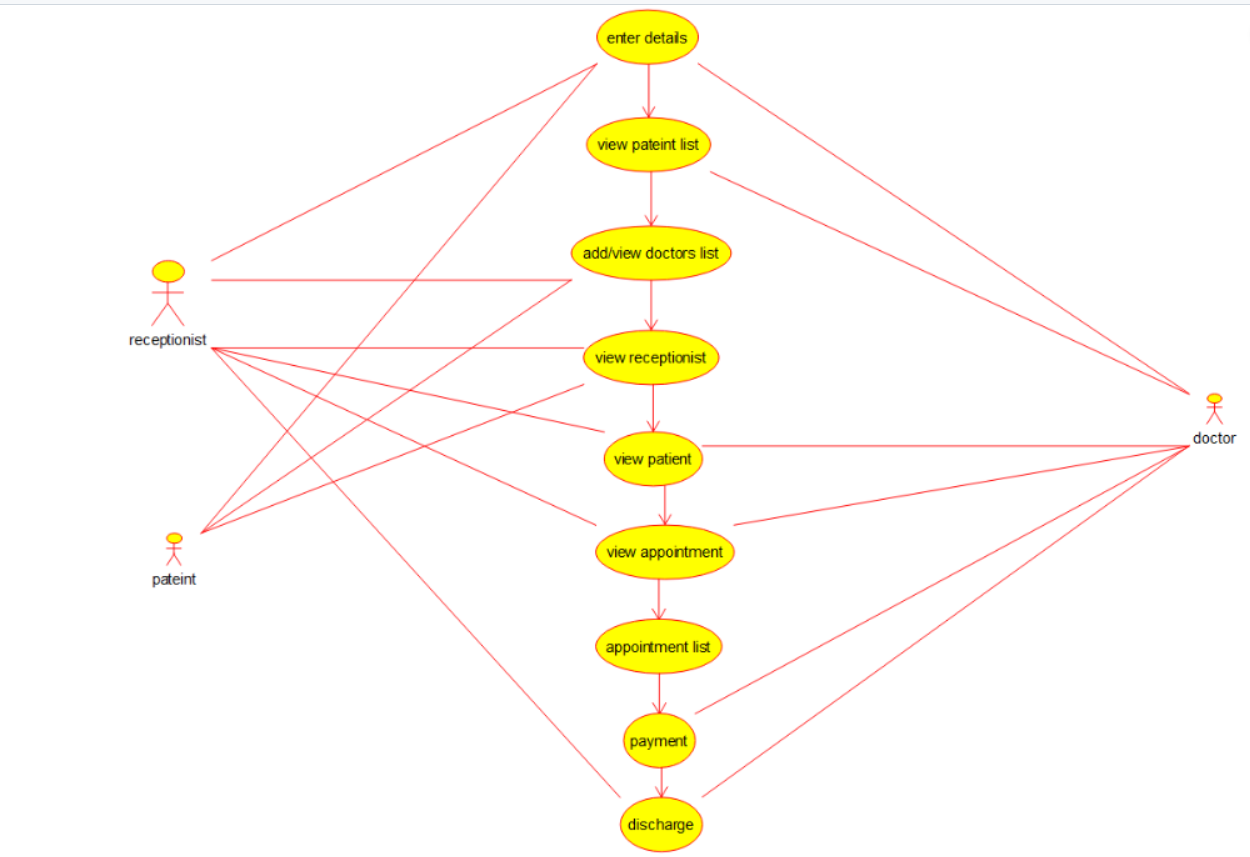 enter details
view pateint list
add/view doctors list
receptionist
view receptionist
doctor
view patient
view appointment
pateint
appointment list
payment
discharge